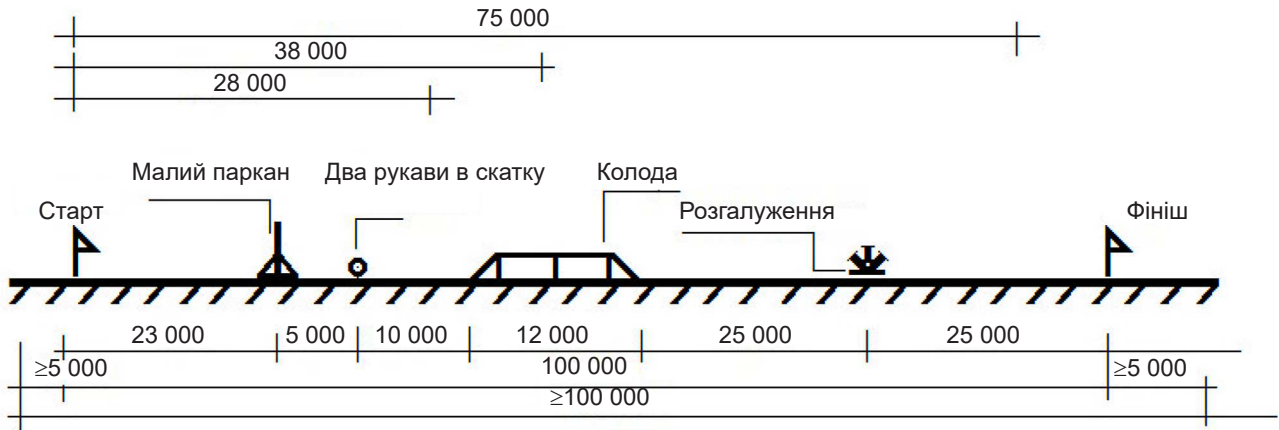 75 000
38 000
28 000
Малий паркан
Два рукави в скатку
Колода
Старт
Розгалуження
Фініш
23 000
5 000
10 000
12 000
25 000
25 000
≥5 000
100 000
≥5 000
≥100 000